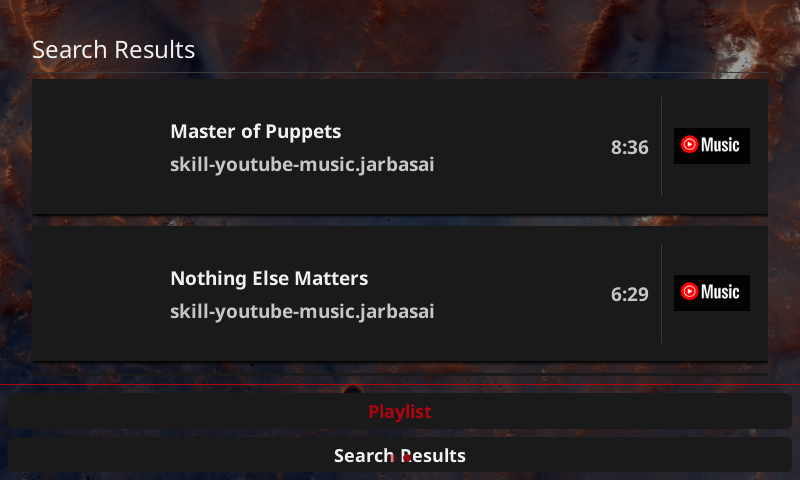 Search Results
Master of Puppets
skill-youtube-music.jarbasai
8:36
Music
Nothing Else Matters
skill-youtube-music.jarbasai
6:29
Music
Playlist
Search Results